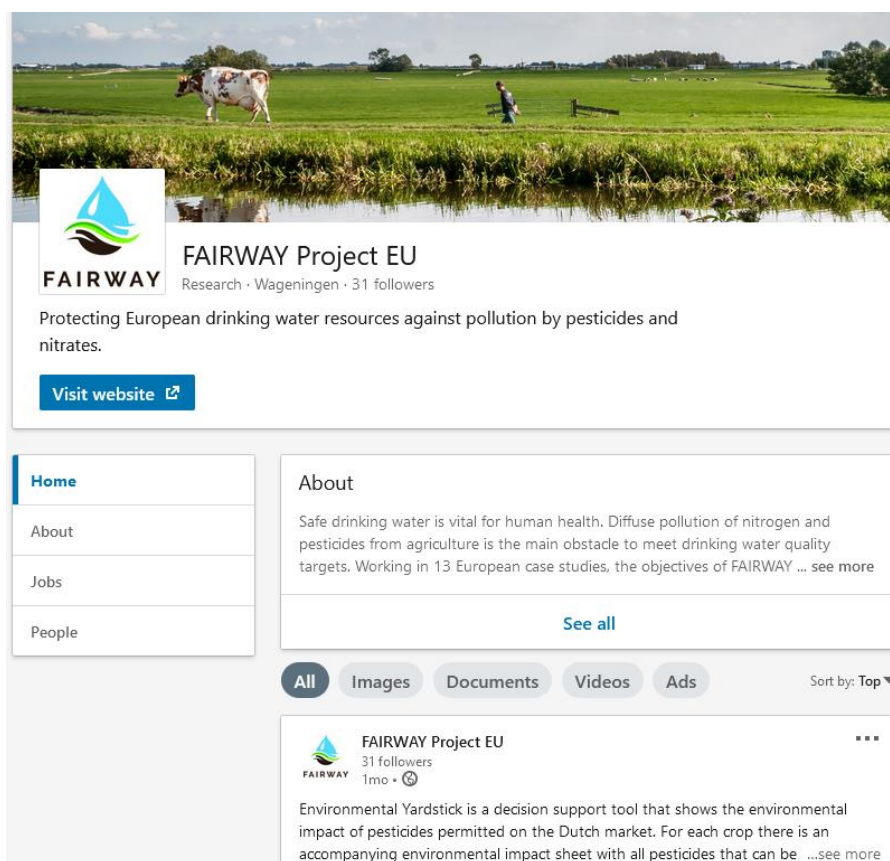 FAIRWAY
FAIRWAY Project EU
Research · Wageningen · 31 followers
Protecting European drinking water resources against pollution by pesticides and
nitrates.
Visit website
Home
About
Jobs
People
About
Safe drinking water is vital for human health. Diffuse pollution of nitrogen and
pesticides from agriculture is the main obstacle to meet drinking water quality
targets. Working in 13 European case studies, the objectives of FAIRWAY ... see more
See all
All
Images
Documents
Videos
Ads
Sort by: Top
FAIRWAY
FAIRWAY Project EU
31 followers
1mo •
Environmental Yardstick is a decision support tool that shows the environmental
impact of pesticides permitted on the Dutch market. For each crop there is an
accompanying environmental impact sheet with all pesticides that can be ...see more